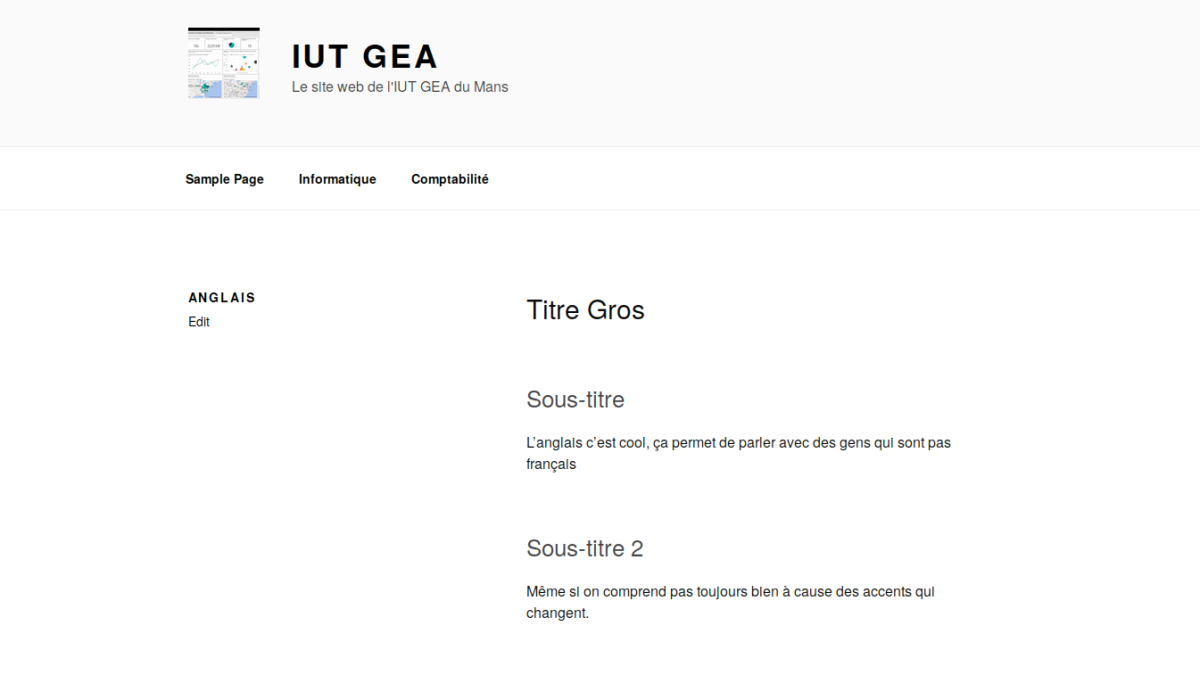 IUT GEA
Le site web de l'IUT GEA du Mans
Sample Page Informatique Comptabilité
ANGLAIS
Edit
Titre Gros
Sous-titre
L’anglais c’est cool, ça permet de parler avec des gens qui sont pas
français
Sous-titre 2
Même si on comprend pas toujours bien à cause des accents qui
changent.